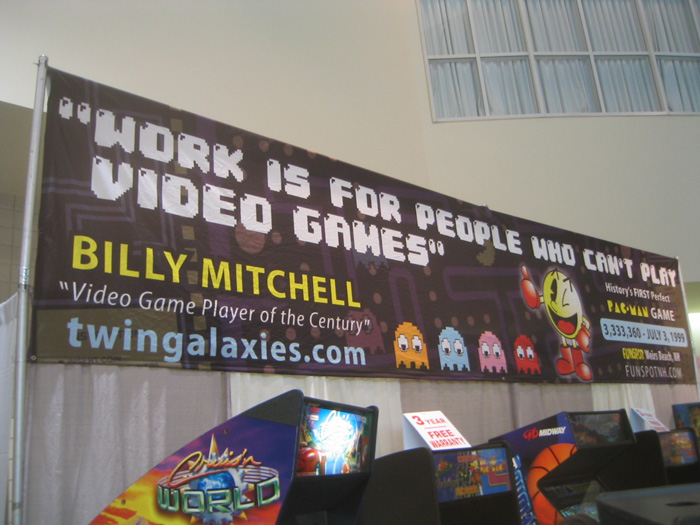 "WORK IS FOR PEOPLE WHO CAN'T PLAY
VIDEO GAMES"
BILLY MITCHELL
"Video Game Player of the Century"
twingalaxies.com
History's FIRST Perfect
PAC-MAN GAME
3,333,360 - JULY 3, 1999
FUNSPOT Weirs Beach, NH
FUNSPOTNH.COM
Cruis'n
WORLD
3 YEAR
FREE
WARRANTY
MIDWAY